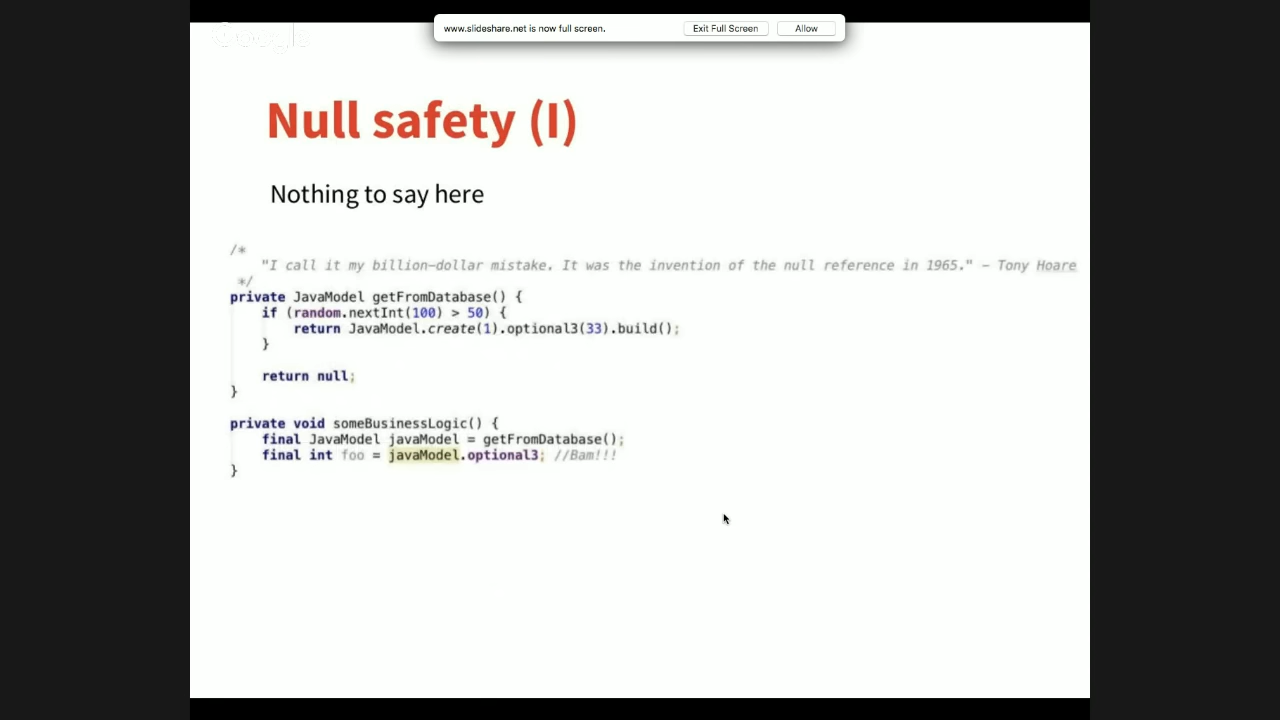 www.slideshare.net is now full screen.
Exit Full Screen
Allow
Google
Null safety (I)
Nothing to say here
/*
"I call it my billion-dollar mistake. It was the invention of the null reference in 1965." - Tony Hoare
*/
private JavaModel getFromDatabase() {
if (random.nextInt(100) > 50) {
return JavaModel.create(1).optional3(33).build();
}
return null;
}
private void someBusinessLogic() {
final JavaModel javaModel = getFromDatabase();
final int foo = javaModel.optional3; //Bam!!!
}